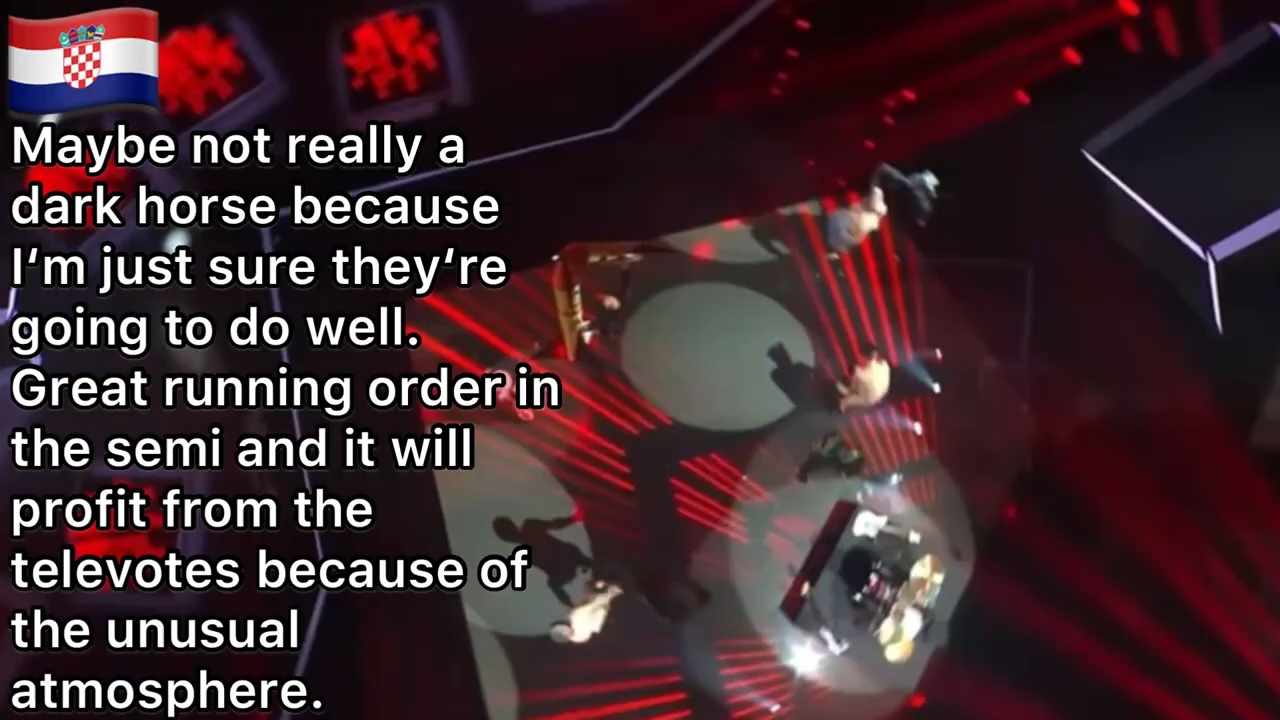 Maybe not really a
dark horse because
I‘m just sure they‘re
going to do well.
Great running order in
the semi and it will
profit from the
televotes because of
the unusual
atmosphere.